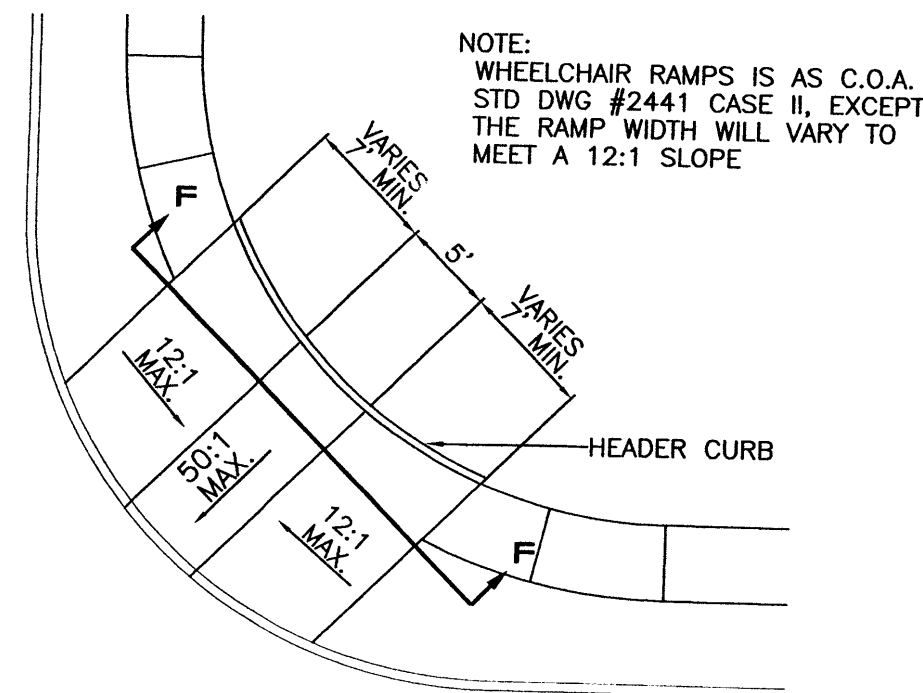 NOTE:
WHEELCHAIR RAMPS IS AS C.O.A.
STD DWG #2441 CASE II, EXCEPT
THE RAMP WIDTH WILL VARY TO
MEET A 12:1 SLOPE
VARIES
7' MIN.
5'
VARIES
7' MIN.
F
12:1
MAX.
50:1
MAX.
12:1
MAX.
HEADER CURB
F